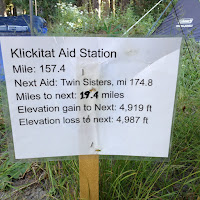 Klickitat Aid Station
Mile: 157.4
Next Aid: Twin Sisters, mi 174.8
Miles to next: 19.4 miles
Elevation gain to Next: 4,919 ft
Elevation loss to next: 4,987 ft